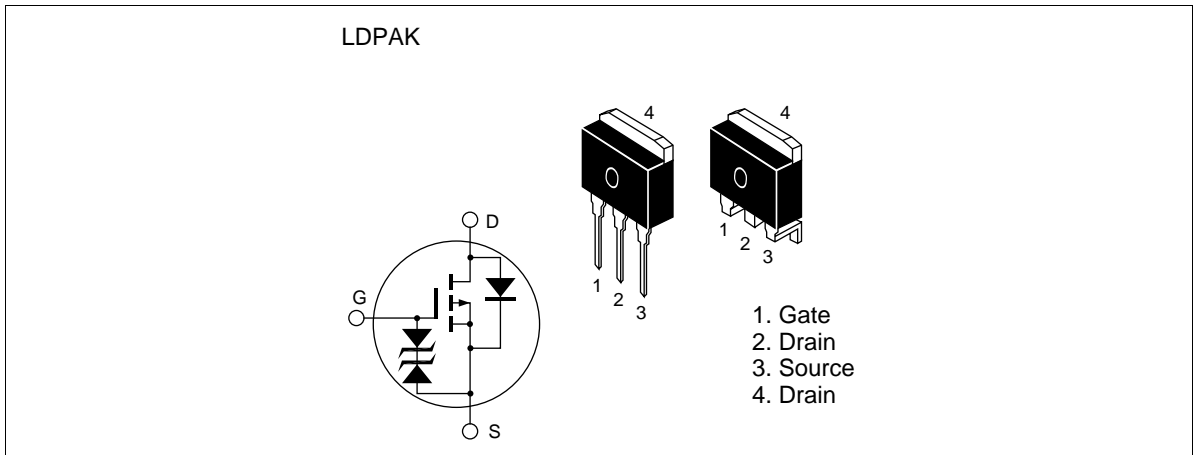 LDPAK
4
4
1
2
3
1
2
3
D
G
S
1. Gate
2. Drain
3. Source
4. Drain